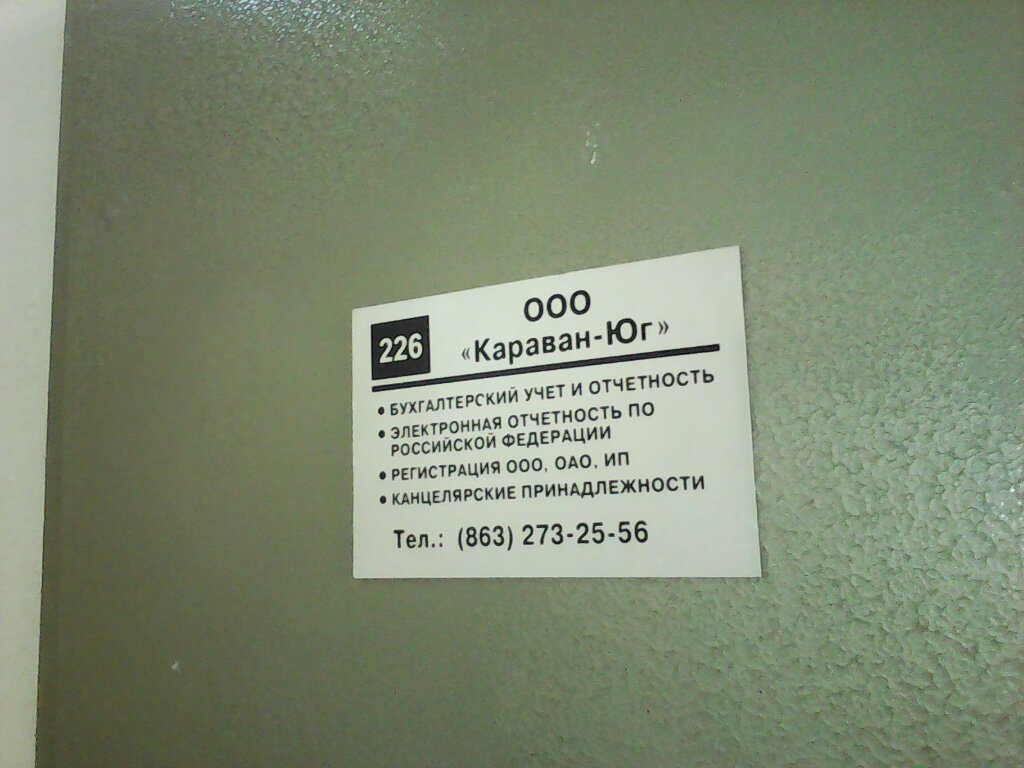 ООО
226 «Караван-Юг»
• БУХГАЛТЕРСКИЙ УЧЕТ И ОТЧЕТНОСТЬ
• ЭЛЕКТРОННАЯ ОТЧЕТНОСТЬ ПО
РОССИЙСКОЙ ФЕДЕРАЦИИ
• РЕГИСТРАЦИЯ ООО, ОАО, ИП
• КАНЦЕЛЯРСКИЕ ПРИНАДЛЕЖНОСТИ
Тел.: (863) 273-25-56